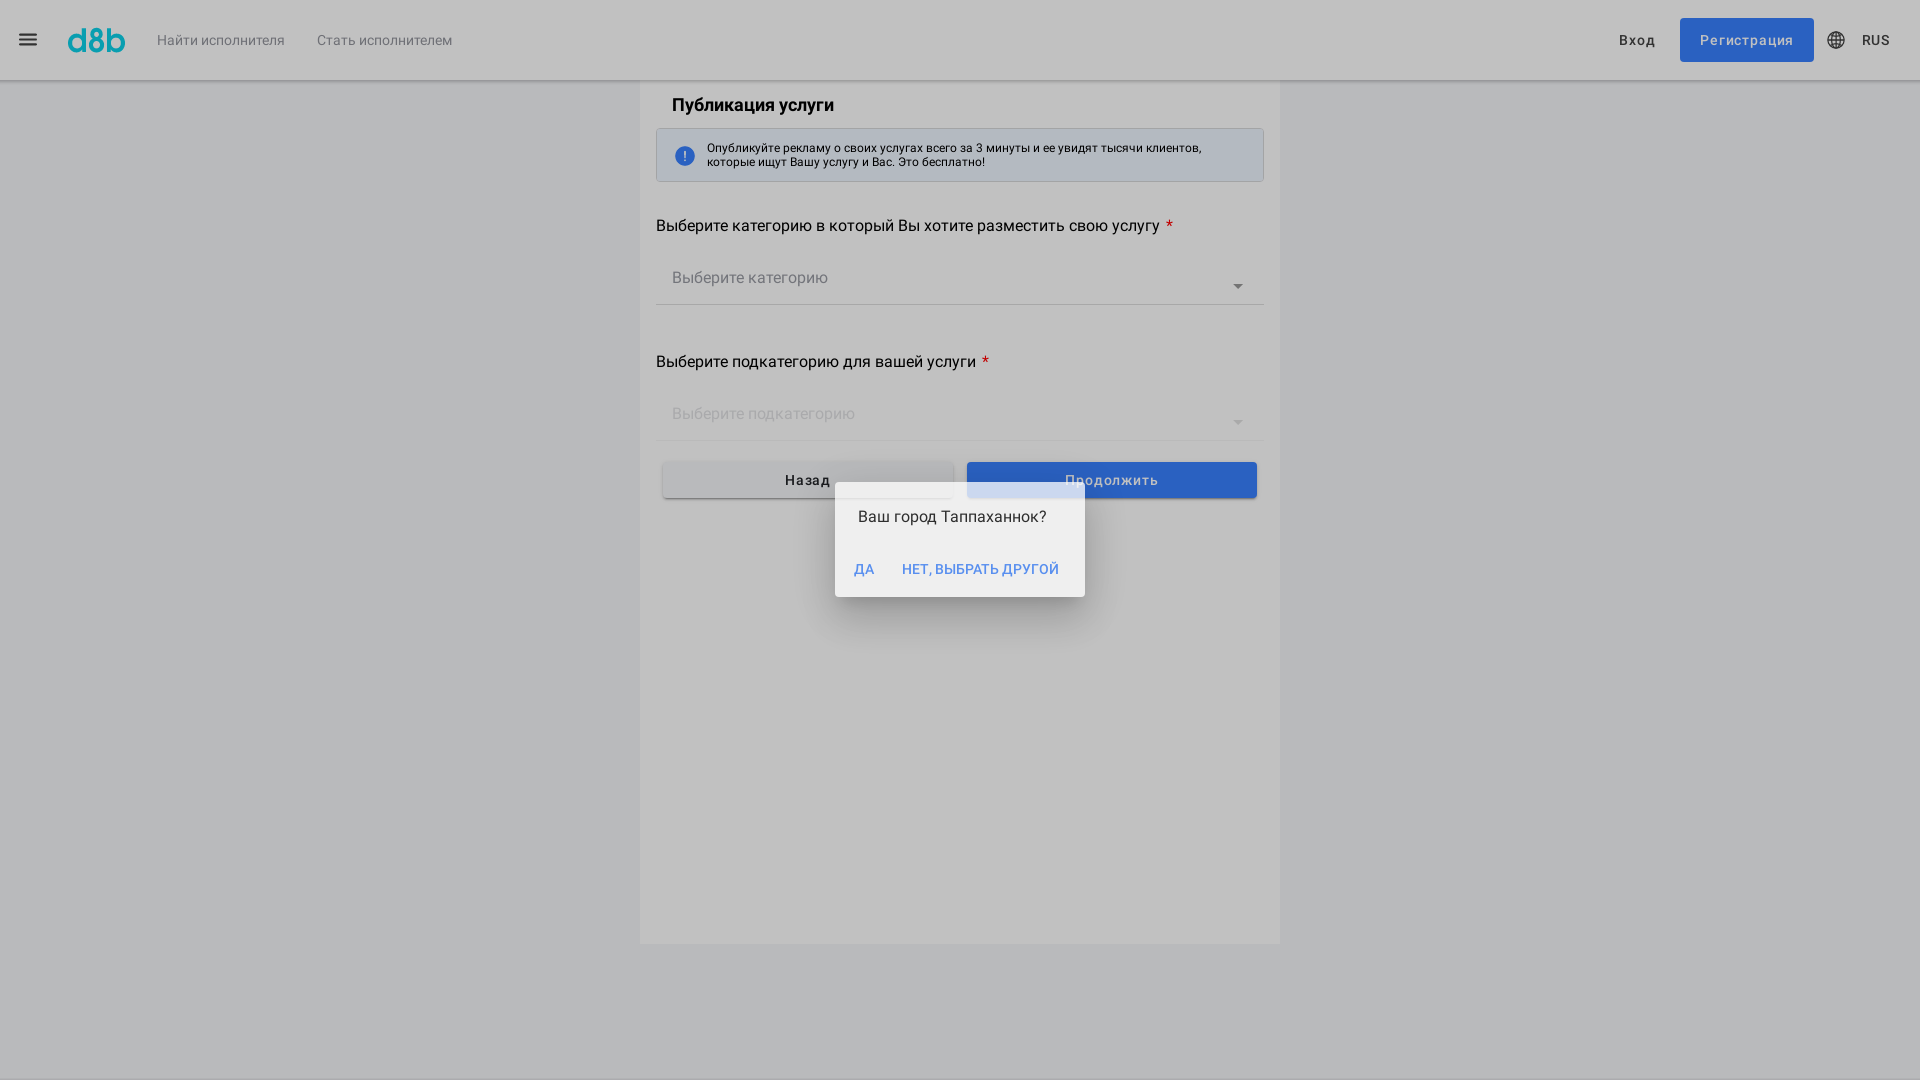 d8b
Найти исполнителя
Стать исполнителем
Вход
Регистрация
RUS
Публикация услуги
Опубликуйте рекламу о своих услугах всего за 3 минуты и ее увидят тысячи клиентов,
которые ищут Вашу услугу и Вас. Это бесплатно!
Выберите категорию в который Вы хотите разместить свою услугу *
Выберите категорию
Выберите подкатегорию для вашей услуги *
Выберите подкатегорию
Назад
Продолжить
Ваш город Таппаханнок?
ДА
НЕТ, ВЫБРАТЬ ДРУГОЙ